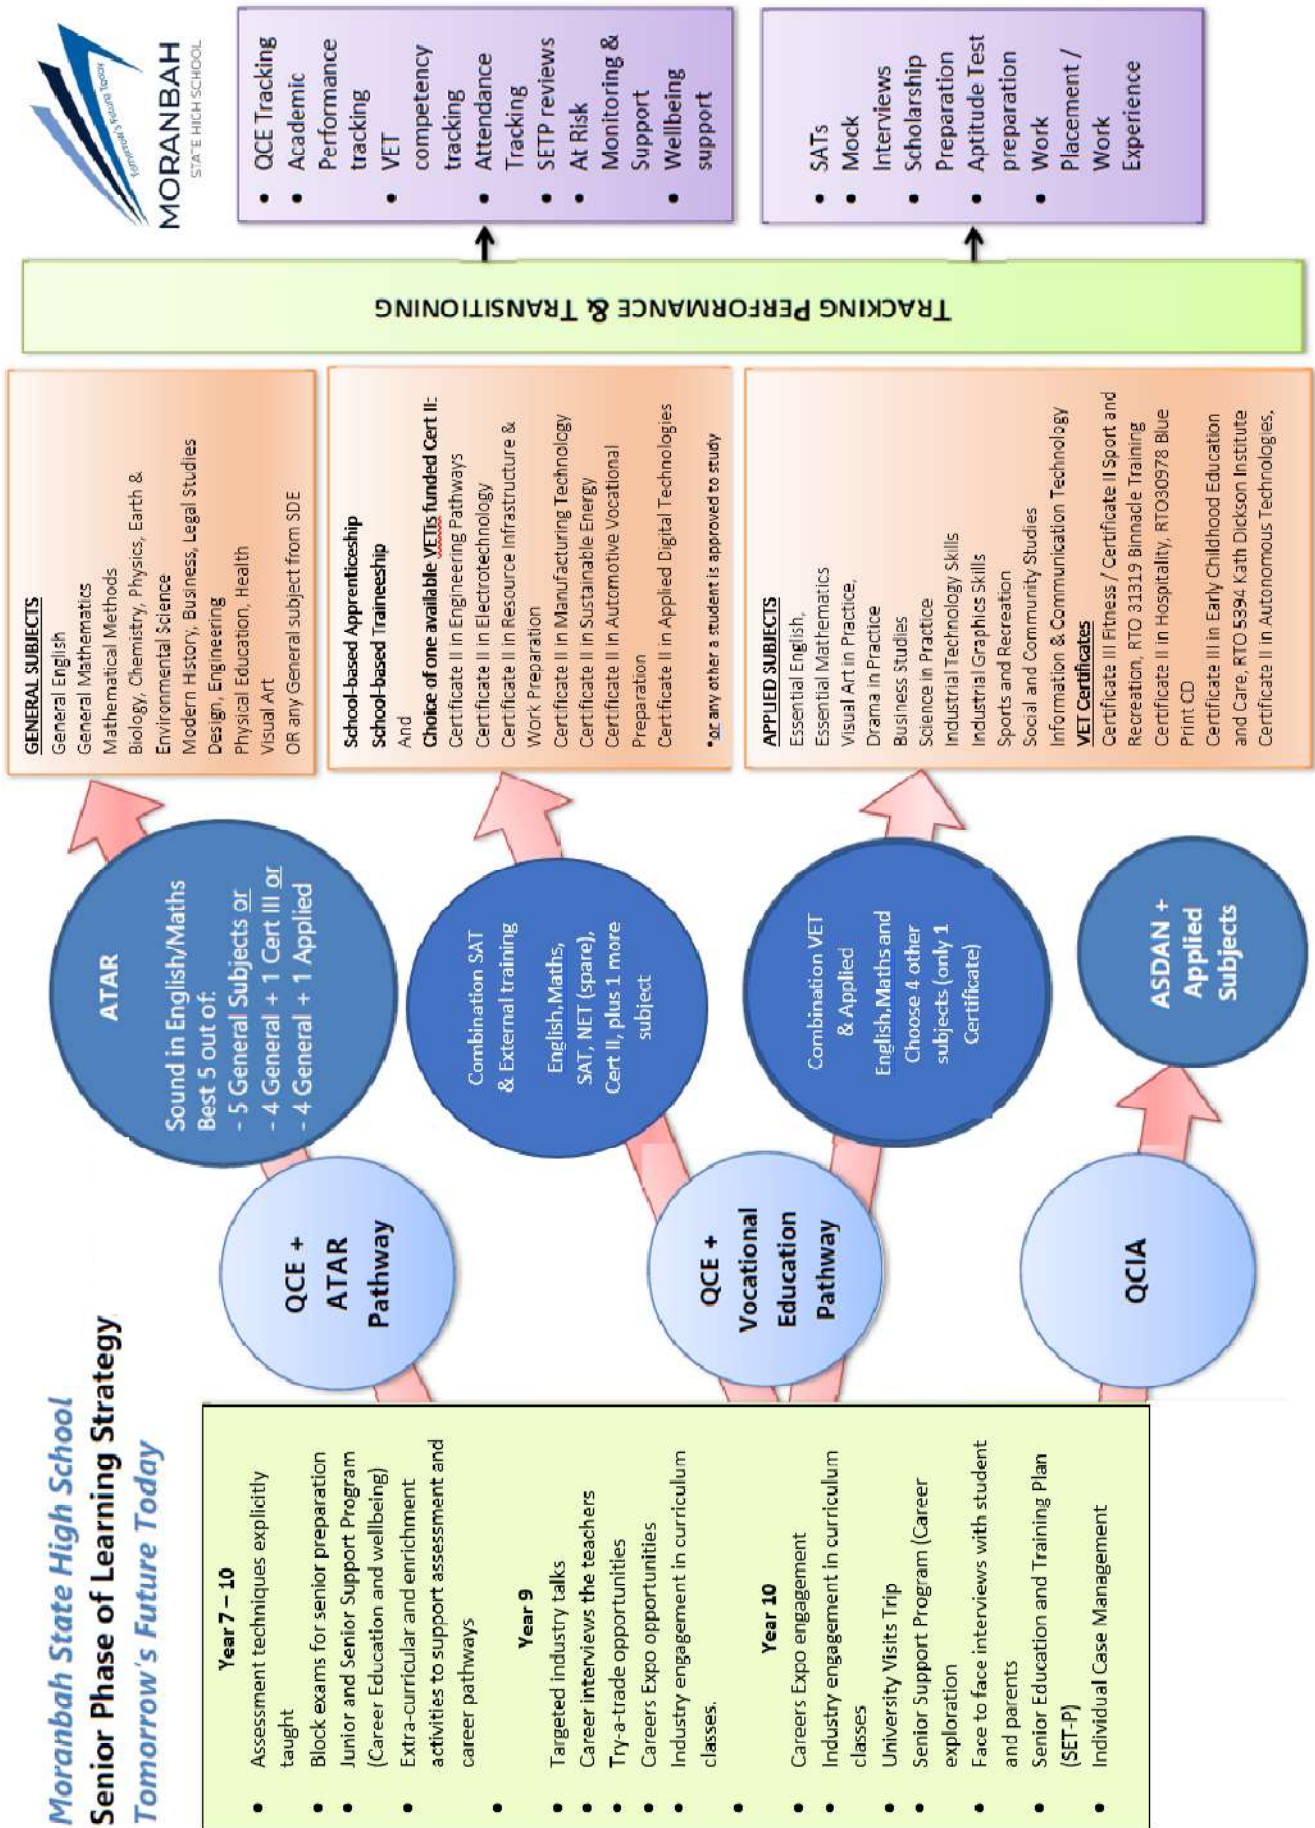 Moranbah State High School
Senior Phase of Learning Strategy
Tomorrow's Future Today
Year 7 – 10
• Assessment techniques explicitly
taught
• Block exams for senior preparation
• Junior and Senior Support Program
(Career Education and wellbeing)
• Extra-curricular and enrichment
activities to support assessment and
career pathways
•
Year 9
• Targeted industry talks
• Career interviews the teachers
• Try-a-trade opportunities
• Careers Expo opportunities
• Industry engagement in curriculum
classes.
•
Year 10
• Careers Expo engagement
• Industry engagement in curriculum
classes
• University Visits Trip
• Senior Support Program (Career
exploration
• Face to face interviews with student
and parents
• Senior Education and Training Plan
(SET-P)
• Individual Case Management
QCE +
ATAR
Pathway
QCE +
Vocational
Education
Pathway
QCIA
ATAR
Sound in English/Maths
Best 5 out of:
- 5 General Subjects or
- 4 General + 1 Cert III or
- 4 General + 1 Applied
Combination SAT
& External training
English,Maths,
SAT, NET (spare),
Cert II, plus 1 more
subject
Combination VET
& Applied
English,Maths and
Choose 4 other
subjects (only 1
Certificate)
ASDAN +
Applied
Subjects
GENERAL SUBJECTS
General English
General Mathematics
Mathematical Methods
Biology, Chemistry, Physics, Earth &
Environmental Science
Modern History, Business, Legal Studies
Design, Engineering
Physical Education, Health
Visual Art
OR any General subject from SDE
School-based Apprenticeship
School-based Traineeship
And
Choice of one available VETis funded Cert II:
Certificate II in Engineering Pathways
Certificate II in Electrotechnology
Certificate II in Resource Infrastructure &
Work Preparation
Certificate II in Manufacturing Technology
Certificate II in Sustainable Energy
Certificate II in Automotive Vocational
Preparation
Certificate II in Applied Digital Technologies
*or any other a student is approved to study
APPLIED SUBJECTS
Essential English,
Essential Mathematics
Visual Art in Practice,
Drama in Practice
Business Studies
Science in Practice
Industrial Technology Skills
Industrial Graphics Skills
Sports and Recreation
Social and Community Studies
Information & Communication Technology
VET Certificates
Certificate III Fitness / Certificate II Sport and
Recreation, RTO 31319 Binnacle Training
Certificate II in Hospitality, RTO30978 Blue
Print CD
Certificate III in Early Childhood Education
and Care, RTO 5394 Kath Dickson Institute
Certificate II in Autonomous Technologies,
TRACKING PERFORMANCE & TRANSITIONING
Tomorrow's Future Today
MORANBAH
STATE HIGH SCHOOL
• QCE Tracking
• Academic
Performance
tracking
• VET
competency
tracking
• Attendance
Tracking
• SETP reviews
• At Risk
Monitoring &
Support
• Wellbeing
support
• SATs
• Mock
Interviews
• Scholarship
Preparation
• Aptitude Test
preparation
• Work
Placement /
Work
Experience